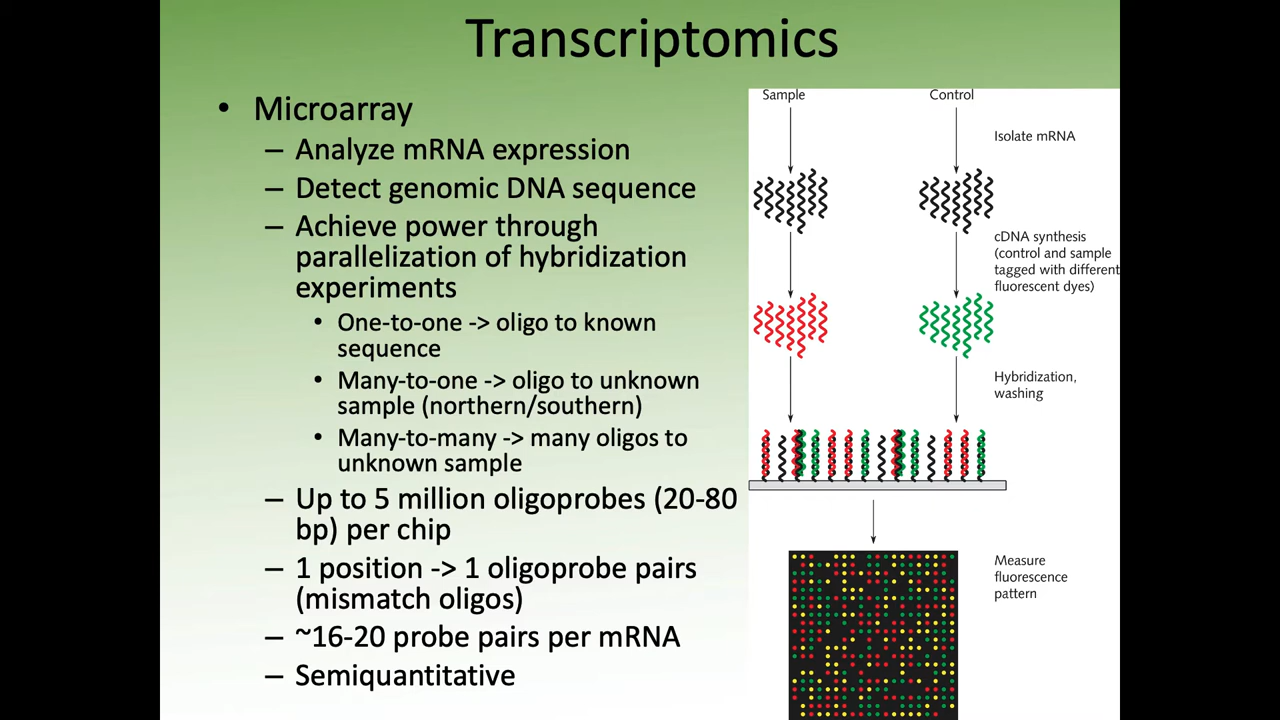 Transcriptomics
• Microarray
– Analyze mRNA expression
– Detect genomic DNA sequence
– Achieve power through
parallelization of hybridization
experiments
• One-to-one -> oligo to known
sequence
• Many-to-one -> oligo to unknown
sample (northern/southern)
• Many-to-many -> many oligos to
unknown sample
– Up to 5 million oligoprobes (20-80
bp) per chip
– 1 position -> 1 oligoprobe pairs
(mismatch oligos)
– ~16-20 probe pairs per mRNA
– Semiquantitative
Sample
Control
Isolate mRNA
cDNA synthesis
(control and sample
tagged with different
fluorescent dyes)
Hybridization,
washing
Measure
fluorescence
pattern